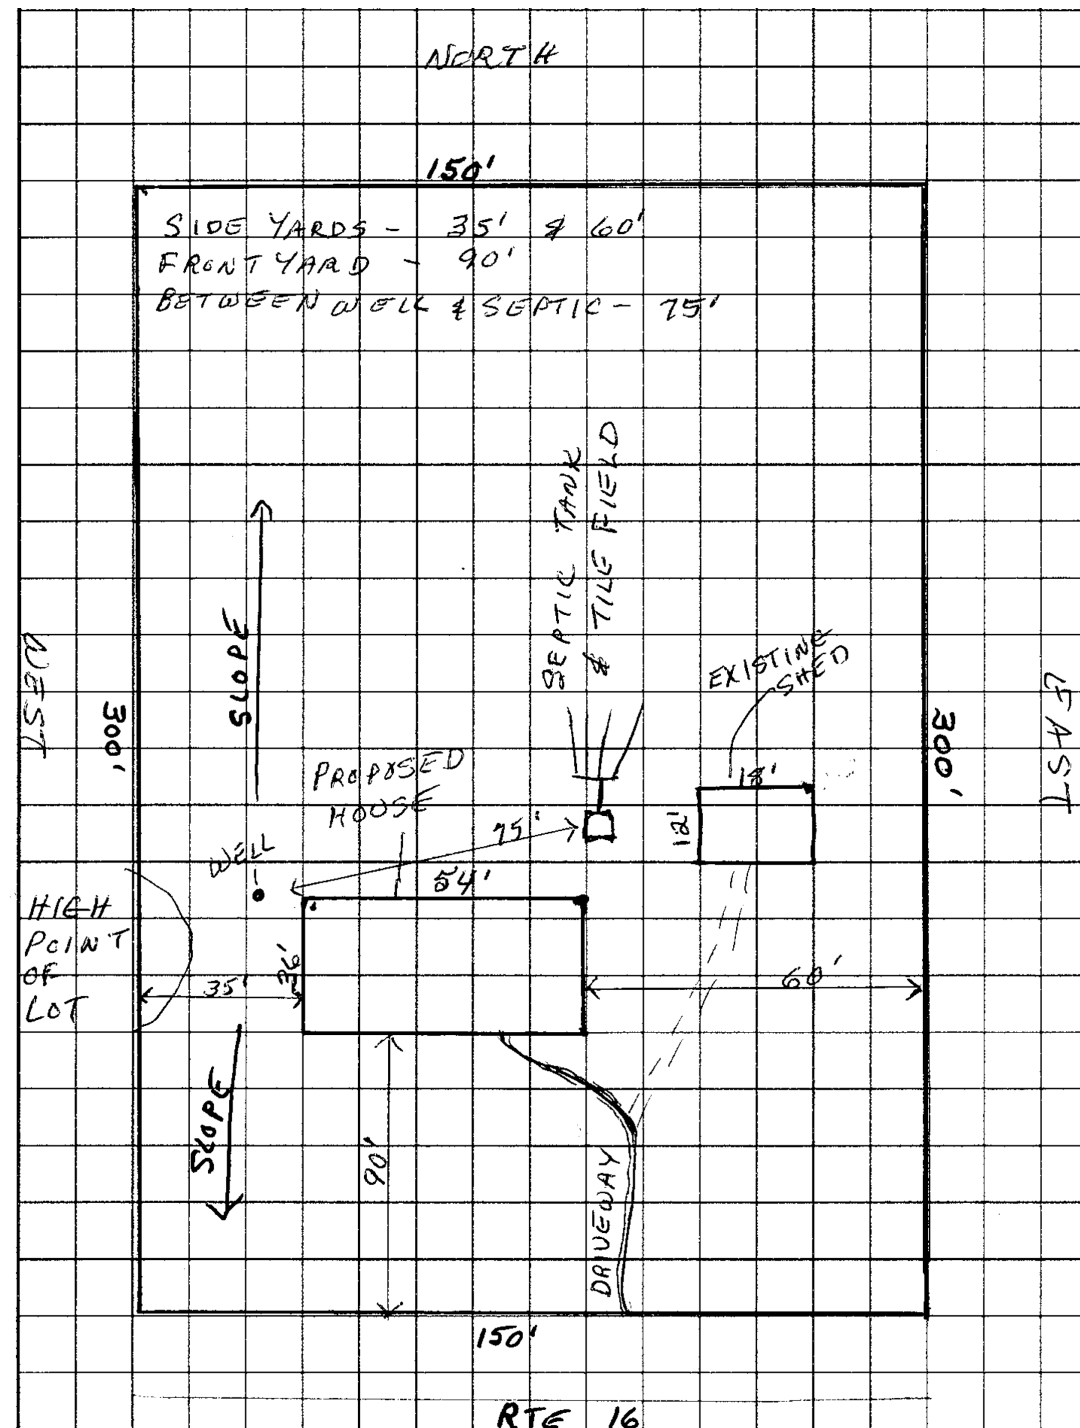 NORTH
150'
SIDE YARDS - 35' & 60'
FRONT YARD - 90'
BETWEEN WELL & SEPTIC - 75'
SEPTIC TANK
& TILE FIELD
SLOPE
EXISTING
SHED
WEST
EAST
300'
300'
PROPOSED
HOUSE
18'
12'
75'
WELL
54'
HIGH
POINT
OF
LOT
36'
35'
60'
SLOPE
90'
DRIVEWAY
150'
RTE 16